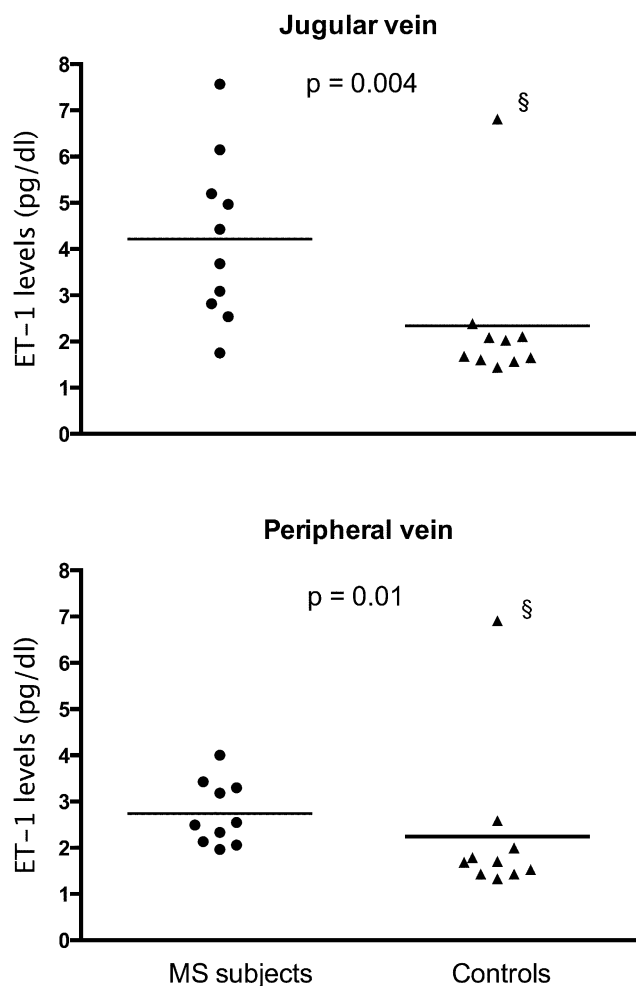 Jugular vein
8
7
6
5
4
3
2
1
0
ET-1 levels (pg/dl)
p = 0.004
§
Peripheral vein
8
7
6
5
4
3
2
1
0
ET-1 levels (pg/dl)
p = 0.01
§
MS subjects
Controls